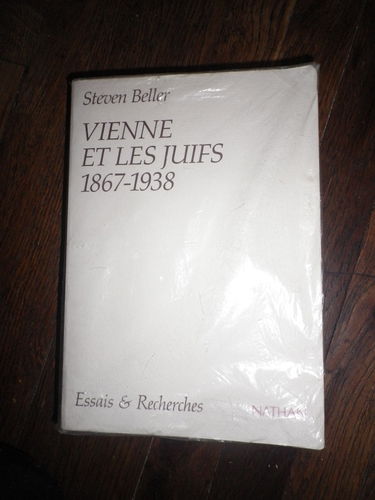 Steven Beller
VIENNE
ET LES JUIFS
1867-1938
Essais & Recherches
NATHAN